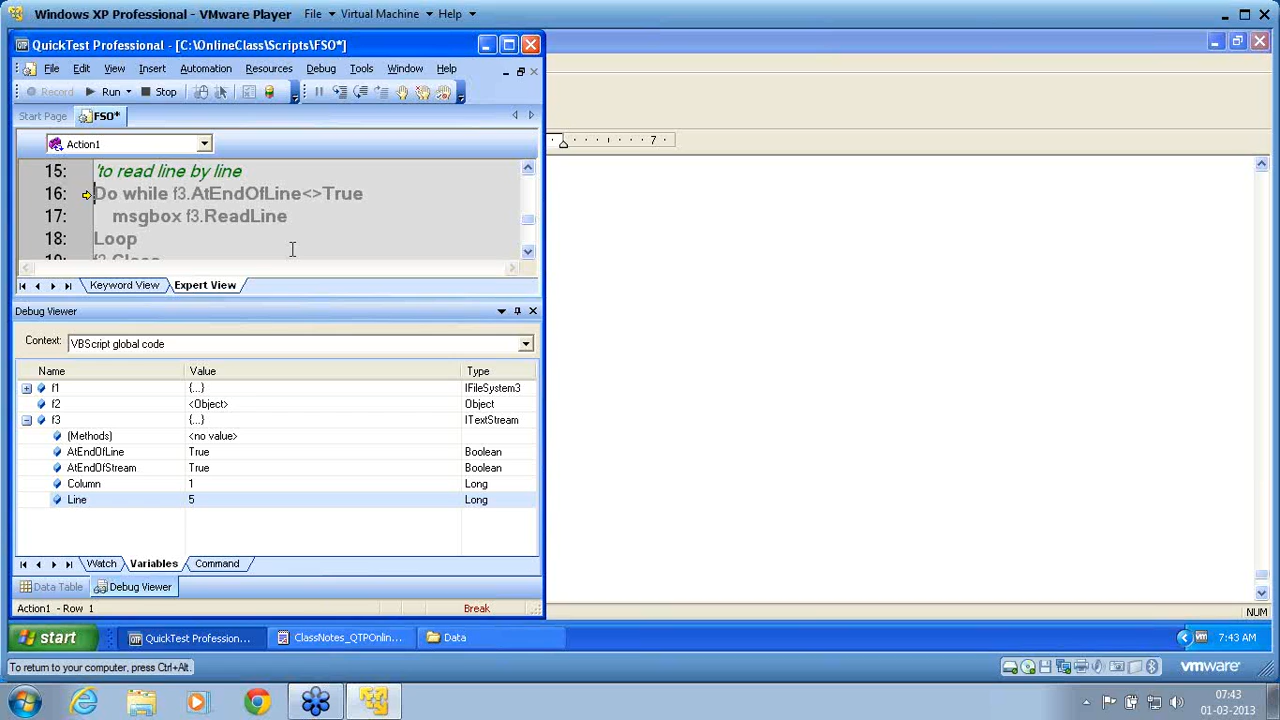 Windows XP Professional - VMware Player File Virtual Machine Help
QuickTest Professional - [C:\OnlineClass\Scripts\FSO*]
File Edit View Insert Automation Resources Debug Tools Window Help
Record Run Stop
Start Page FSO*
Action1
15: 'to read line by line
16: Do while f3.AtEndOfLine<>True
17: msgbox f3.ReadLine
18: Loop
19: f3.Close
Keyword View Expert View
7
Debug Viewer
Context: VBScript global code
Name Value Type
f1 {...} IFileSystem3
f2 <Object> Object
f3 {...} ITextStream
(Methods) <no value>
AtEndOfLine True Boolean
AtEndOfStream True Boolean
Column 1 Long
Line 5 Long
Watch Variables Command
Data Table Debug Viewer
Action1 - Row 1 Break
NUM
start QuickTest Profession... ClassNotes_QTPOnlin... Data 7:43 AM
To return to your computer, press Ctrl+Alt. vmware
07:43
01-03-2013